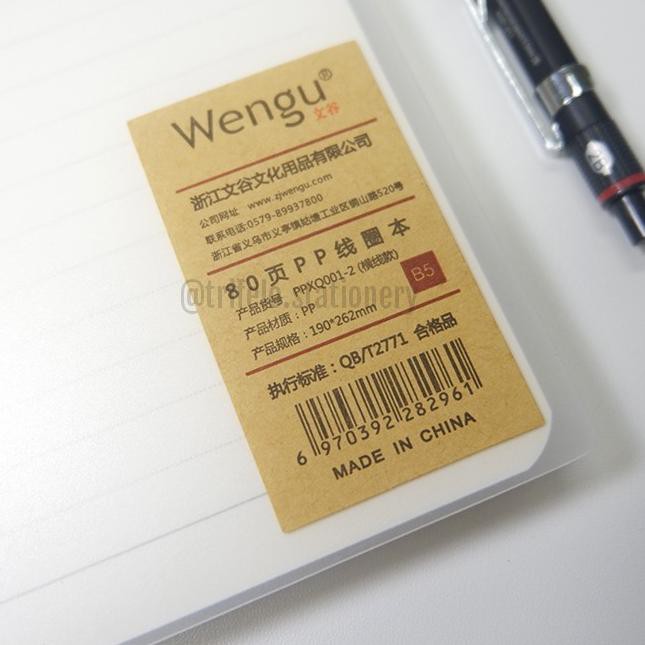 Wengu®
文谷
浙江文谷文化用品有限公司
公司网址 www.zjwengu.com
联系电话:0579-89937800
浙江省义乌市义亭镇姑塘工业区铜山路520号
80页PP线圈本
产品货号 PPXQ001-2 (横线款)
B5
产品材质：PP
@trifelo.stationery
产品规格：190*262mm
执行标准：QB/T2771 合格品
6 970392 282961
MADE IN CHINA